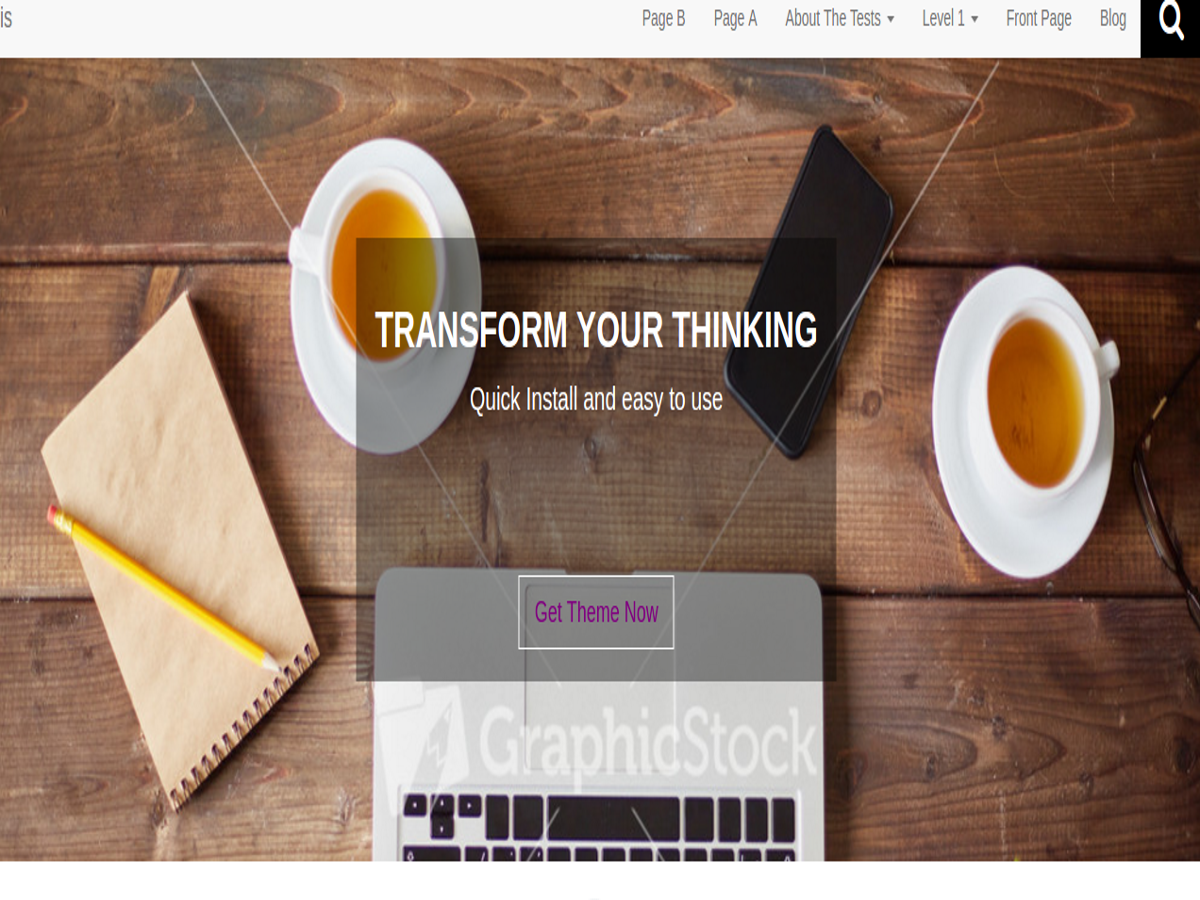 is Page B Page A About The Tests Level 1 Front Page Blog
TRANSFORM YOUR THINKING
Quick Install and easy to use
Get Theme Now
GraphicStock